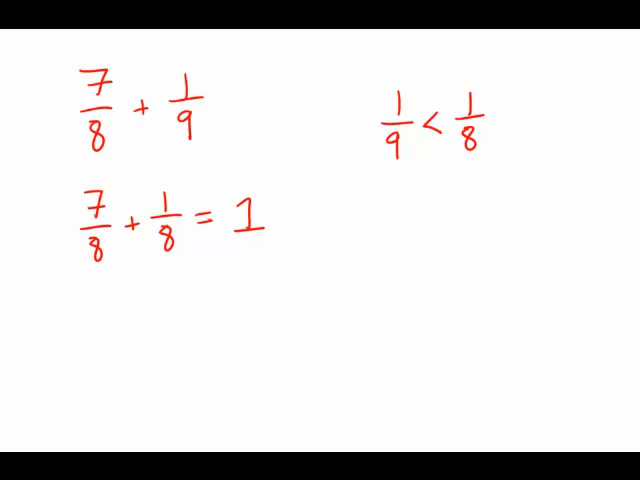 7/8 + 1/9
1/9 < 1/8
7/8 + 1/8 = 1